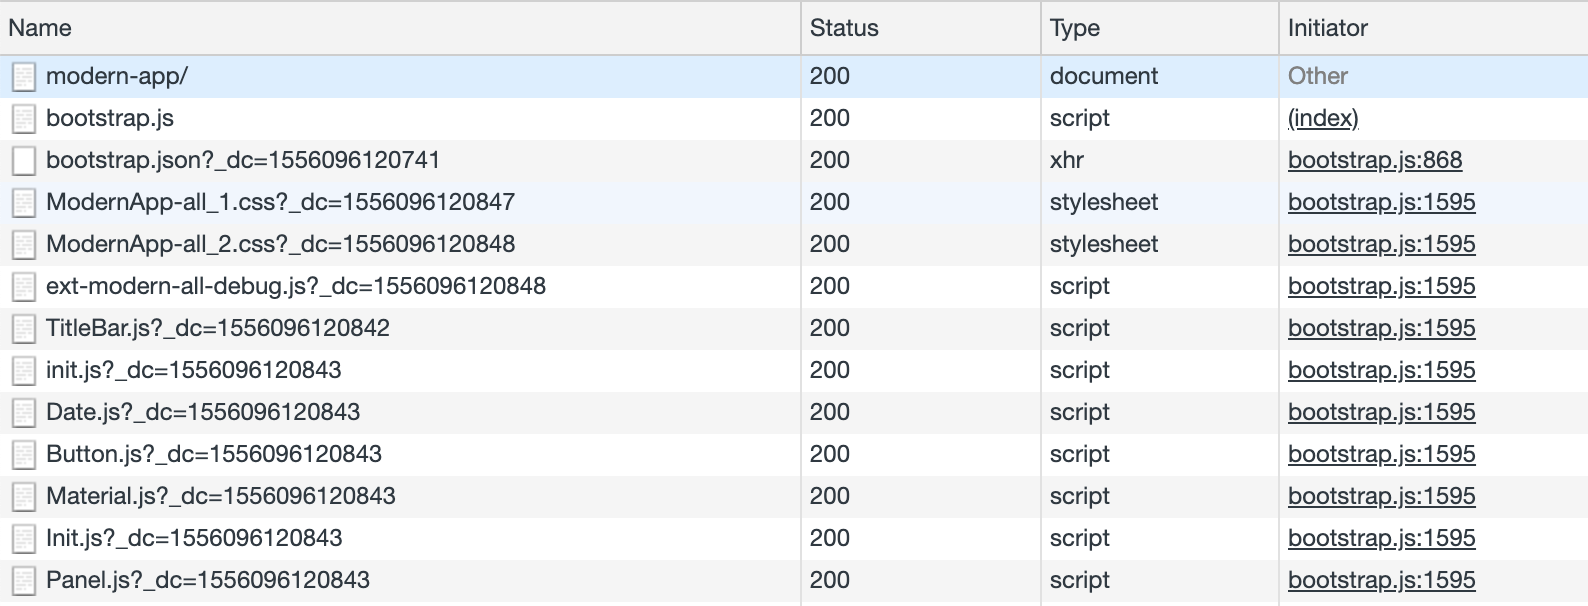 Name Status Type Initiator
modern-app/ 200 document Other
bootstrap.js 200 script (index)
bootstrap.json?_dc=1556096120741 200 xhr bootstrap.js:868
ModernApp-all_1.css?_dc=1556096120847 200 stylesheet bootstrap.js:1595
ModernApp-all_2.css?_dc=1556096120848 200 stylesheet bootstrap.js:1595
ext-modern-all-debug.js?_dc=1556096120848 200 script bootstrap.js:1595
TitleBar.js?_dc=1556096120842 200 script bootstrap.js:1595
init.js?_dc=1556096120843 200 script bootstrap.js:1595
Date.js?_dc=1556096120843 200 script bootstrap.js:1595
Button.js?_dc=1556096120843 200 script bootstrap.js:1595
Material.js?_dc=1556096120843 200 script bootstrap.js:1595
Init.js?_dc=1556096120843 200 script bootstrap.js:1595
Panel.js?_dc=1556096120843 200 script bootstrap.js:1595